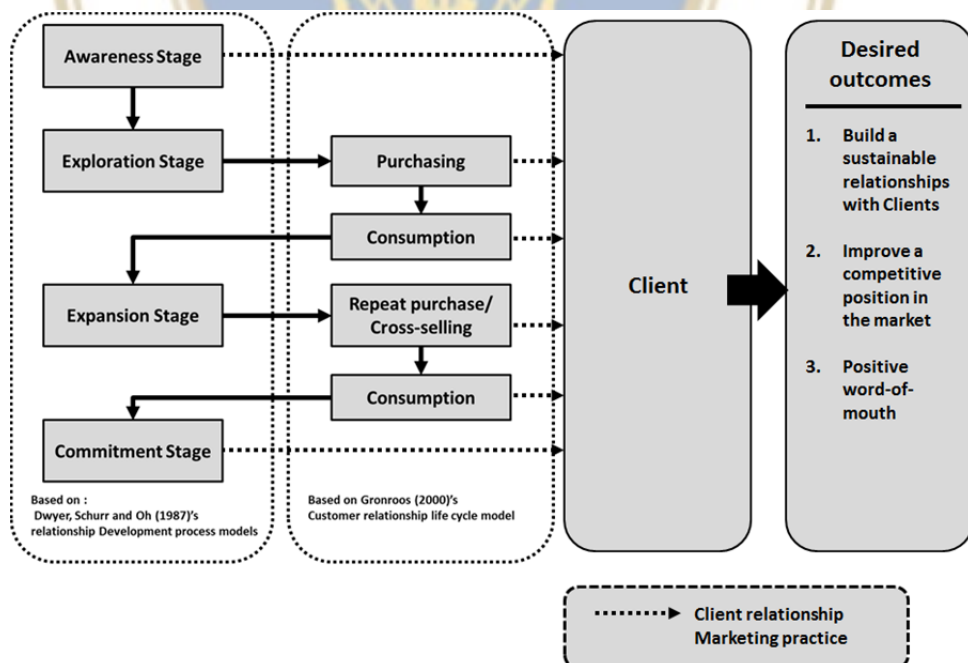 Awareness Stage
Exploration Stage
Expansion Stage
Commitment Stage
Based on :
Dwyer, Schurr and Oh (1987)'s
relationship Development process models
Purchasing
Consumption
Repeat purchase/
Cross-selling
Consumption
Based on Gronroos (2000)'s
Customer relationship life cycle model
Client
Desired
outcomes
1. Build a
sustainable
relationships
with Clients
2. Improve a
competitive
position in
the market
3. Positive
word-of-
mouth
Client relationship
Marketing practice